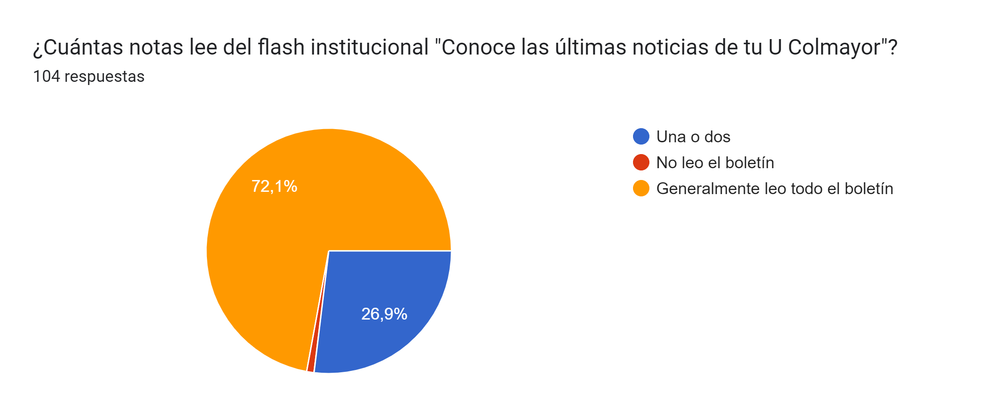 ¿Cuántas notas lee del flash institucional "Conoce las últimas noticias de tu U Colmayor"?
104 respuestas
72,1%
26,9%
Una o dos
No leo el boletín
Generalmente leo todo el boletín